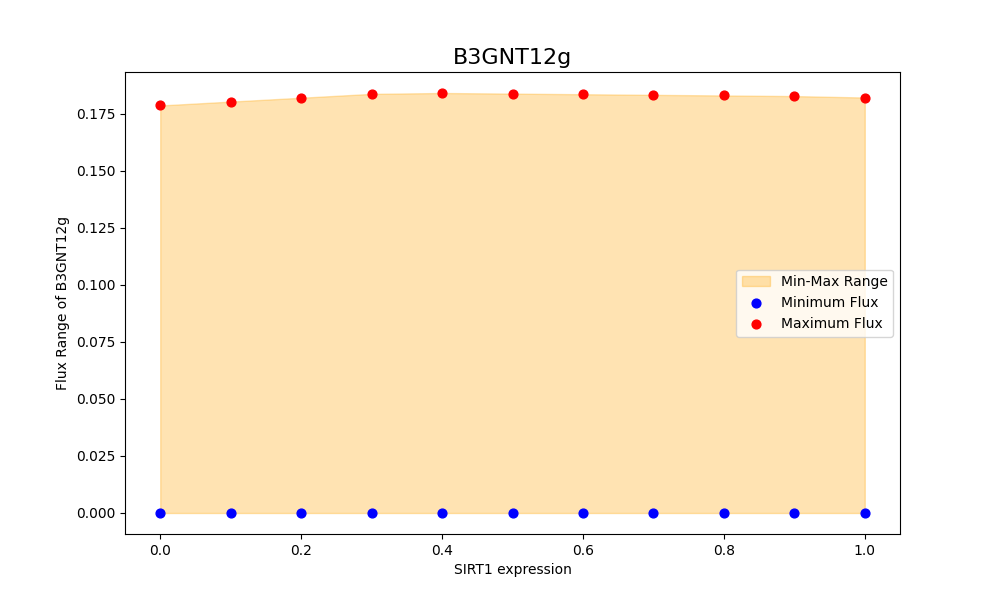 B3GNT12g
Flux Range of B3GNT12g
0.175
0.150
0.125
0.100
0.075
0.050
0.025
0.000
Min-Max Range
Minimum Flux
Maximum Flux
0.0 0.2 0.4 0.6 0.8 1.0
SIRT1 expression